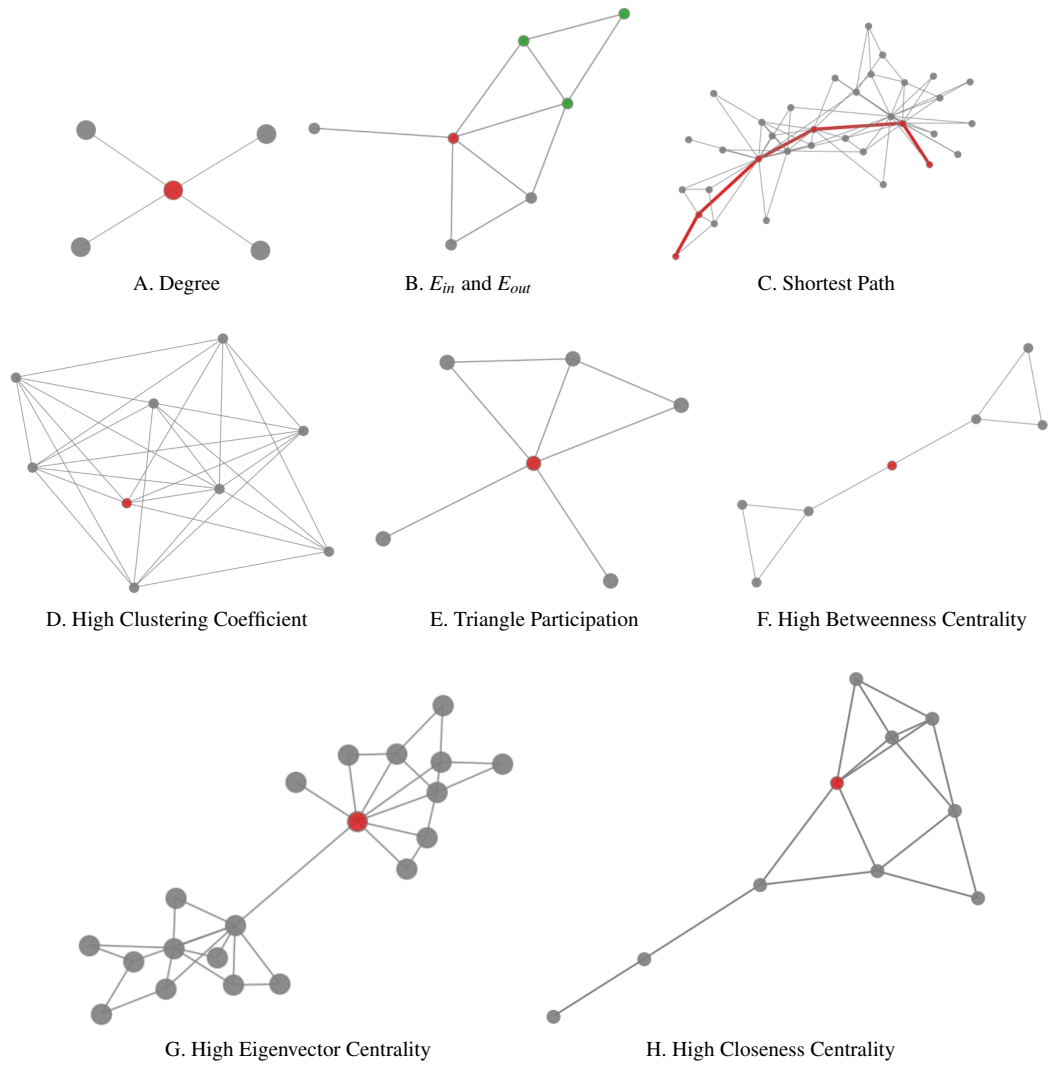 A. Degree
B. E_in and E_out
C. Shortest Path
D. High Clustering Coefficient
E. Triangle Participation
F. High Betweenness Centrality
G. High Eigenvector Centrality
H. High Closeness Centrality